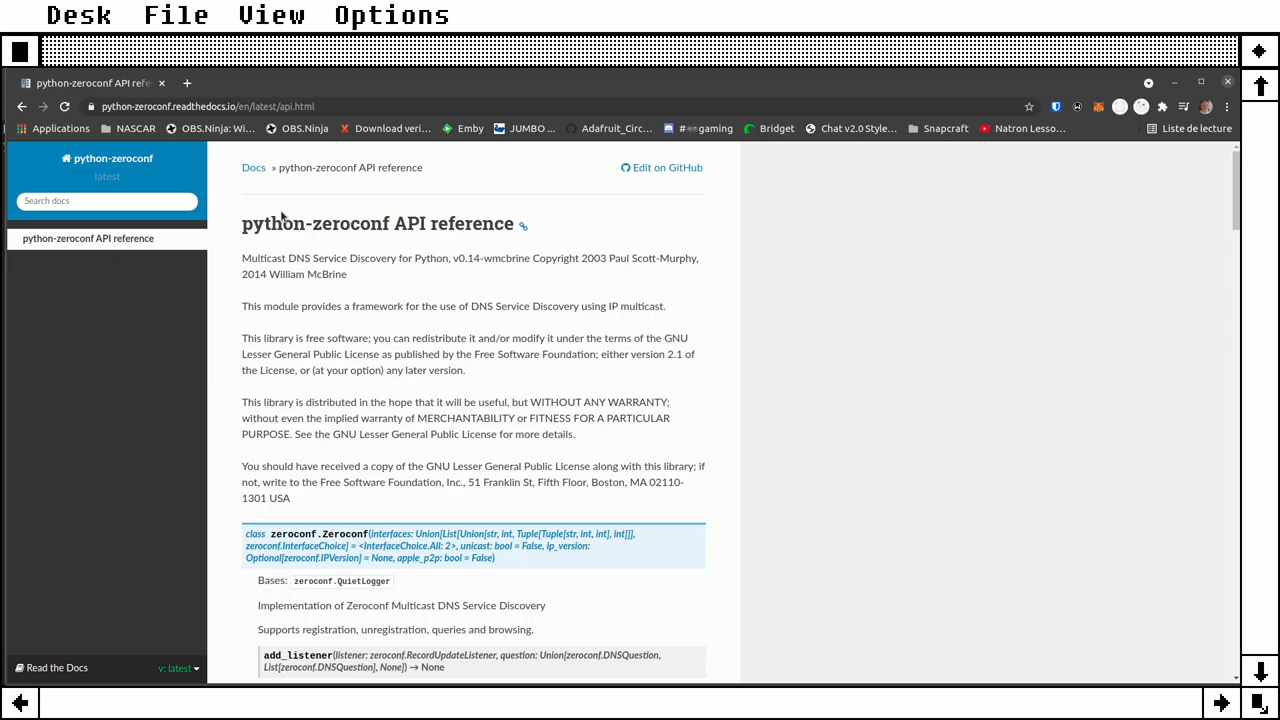 Desk File View Options
python-zeroconf API refe
python-zeroconf.readthedocs.io/en/latest/api.html
Applications NASCAR OBS.Ninja: Wi... OBS.Ninja Download veri... Emby JUMBO ... Adafruit_Circ... gaming Bridget Chat v2.0 Style... Snapcraft Natron Lesso... Liste de lecture
python-zeroconf
latest
Search docs
python-zeroconf API reference
Docs » python-zeroconf API reference
Edit on GitHub
python-zeroconf API reference
Multicast DNS Service Discovery for Python, v0.14-wmcbrine Copyright 2003 Paul Scott-Murphy,
2014 William McBrine
This module provides a framework for the use of DNS Service Discovery using IP multicast.
This library is free software; you can redistribute it and/or modify it under the terms of the GNU
Lesser General Public License as published by the Free Software Foundation; either version 2.1 of
the License, or (at your option) any later version.
This library is distributed in the hope that it will be useful, but WITHOUT ANY WARRANTY;
without even the implied warranty of MERCHANTABILITY or FITNESS FOR A PARTICULAR
PURPOSE. See the GNU Lesser General Public License for more details.
You should have received a copy of the GNU Lesser General Public License along with this library; if
not, write to the Free Software Foundation, Inc., 51 Franklin St, Fifth Floor, Boston, MA 02110-
1301 USA
class zeroconf.Zeroconf(interfaces: Union[List[Union[str, int, Tuple[Tuple[str, int, int], int]]],
zeroconf.InterfaceChoice] = <InterfaceChoice.All: 2>, unicast: bool = False, ip_version:
Optional[zeroconf.IPVersion] = None, apple_p2p: bool = False)
Bases: zeroconf.QuietLogger
Implementation of Zeroconf Multicast DNS Service Discovery
Supports registration, unregistration, queries and browsing.
add_listener(listener: zeroconf.RecordUpdateListener, question: Union[zeroconf.DNSQuestion,
List[zeroconf.DNSQuestion], None]) → None
Read the Docs
v: latest